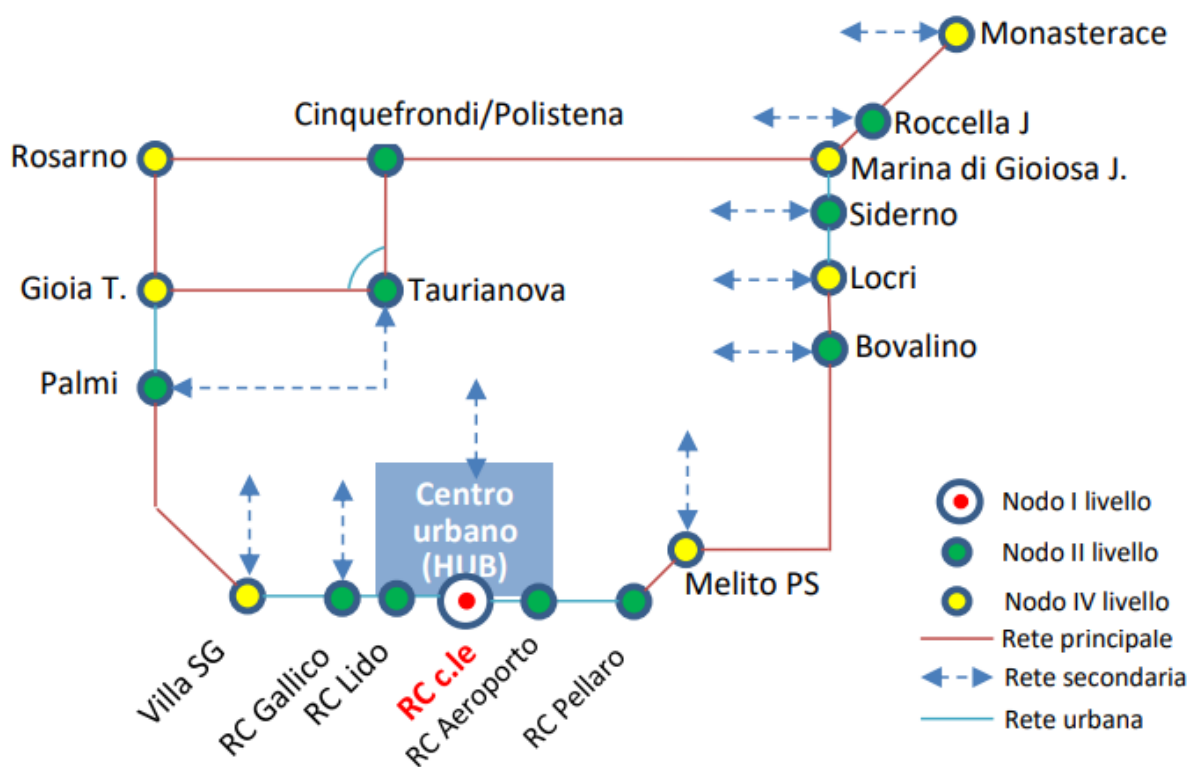 Monasterace
Cinquefrondi/Polistena
Roccella J
Rosarno
Marina di Gioiosa J.
Siderno
Gioia T.
Taurianova
Locri
Bovalino
Palmi
Centro
urbano
(HUB)
Melito PS
Villa SG
RC Gallico
RC Lido
RC c.le
RC Aeroporto
RC Pellaro
Nodo I livello
Nodo II livello
Nodo IV livello
Rete principale
Rete secondaria
Rete urbana